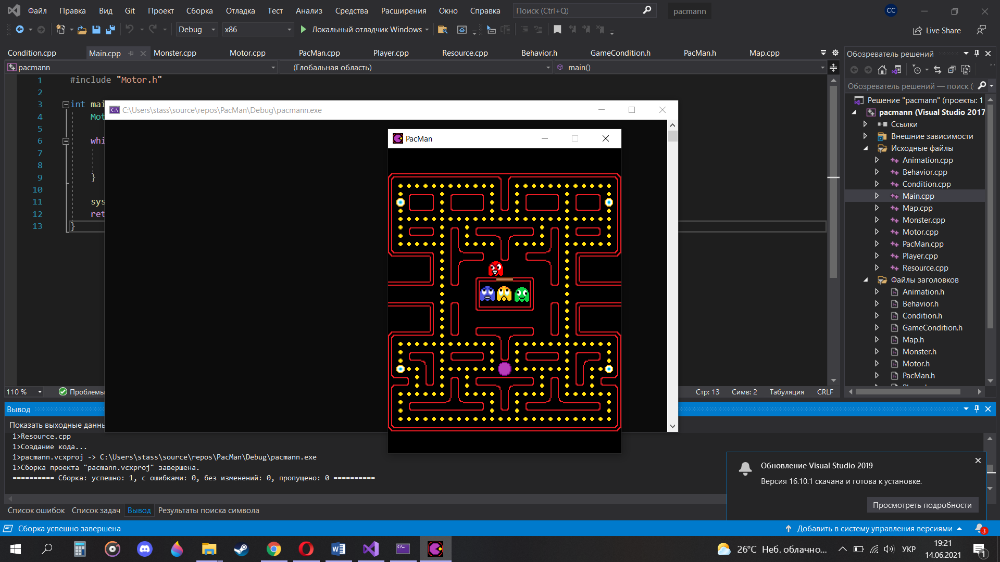 Файл Правка Вид Git Проект Сборка Отладка Тест Анализ Средства Расширения Окно Справка Поиск (Ctrl+Q) pacmann CC
Debug x86 Локальный отладчик Windows Live Share
Condition.cpp Main.cpp Monster.cpp Motor.cpp PacMan.cpp Player.cpp Resource.cpp Behavior.h GameCondition.h PacMan.h Map.cpp
pacmann (Глобальная область) main()
1 #include "Motor.h"
2
3 int mai
4 Mot
5
6 whi
7
8
9 }
10
11 sys
12 ret
13 }
C:\Users\stass\source\repos\PacMan\Debug\pacmann.exe
PacMan
110 % Проблемы
Стр: 13 Симв: 2 Табуляция CRLF
Обозреватель решений
Обозреватель решений — поиск (
Решение "pacmann" (проекты: 1
pacmann (Visual Studio 2017
Ссылки
Внешние зависимости
Исходные файлы
Animation.cpp
Behavior.cpp
Condition.cpp
Main.cpp
Map.cpp
Monster.cpp
Motor.cpp
PacMan.cpp
Player.cpp
Resource.cpp
Файлы заголовков
Animation.h
Behavior.h
Condition.h
GameCondition.h
Map.h
Monster.h
Motor.h
PacMan.h
Вывод
Показать выходные данны
1>Resource.cpp
1>Создание кода...
1>pacmann.vcxproj -> C:\Users\stass\source\repos\PacMan\Debug\pacmann.exe
1>Сборка проекта "pacmann.vcxproj" завершена.
========== Сборка: успешно: 1, с ошибками: 0, без изменений: 0, пропущено: 0 ==========
Список ошибок Список задач Вывод Результаты поиска символа
Обновление Visual Studio 2019
Версия 16.10.1 скачана и готова к установке.
Просмотреть подробности
Сборка успешно завершена
Добавить в систему управления версиями 3
26°C Неб. облачно... УКР
19:21
14.06.2021
1